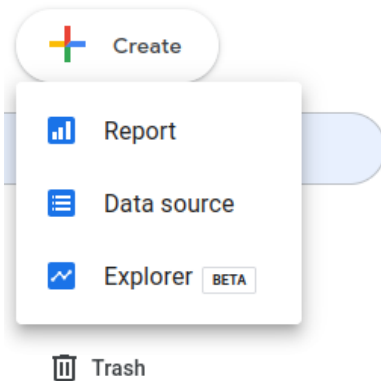 Create
Report
Data source
Explorer BETA
Trash